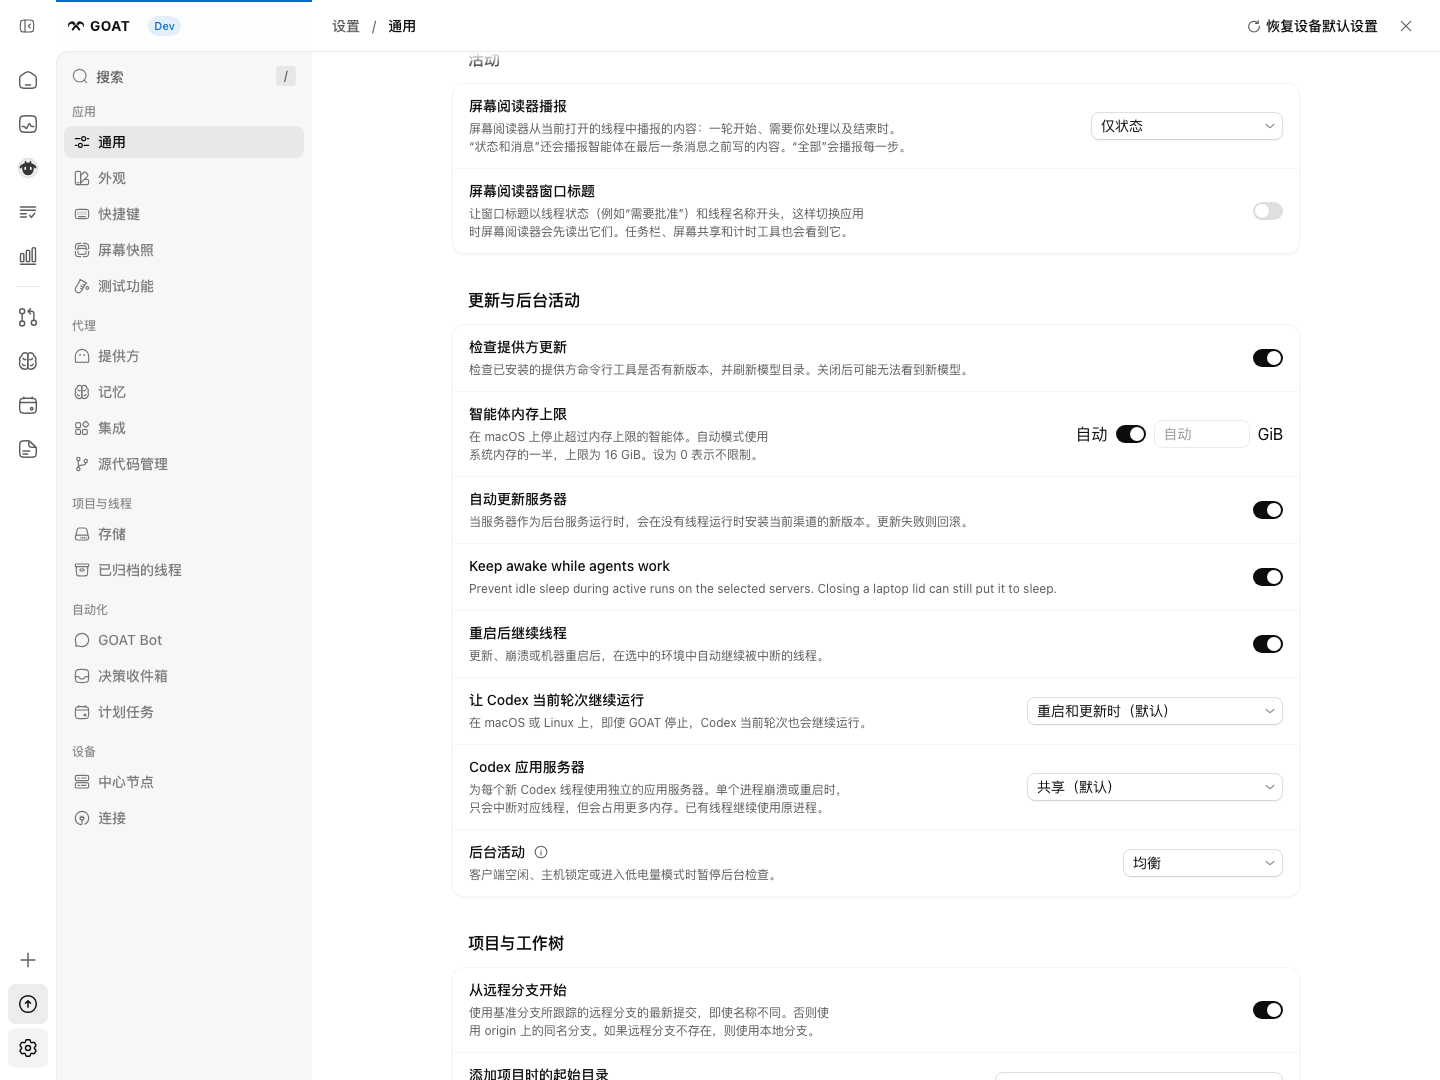 GOAT
Dev
设置 / 通用
恢复设备默认设置
搜索
/
应用
通用
外观
快捷键
屏幕快照
测试功能
代理
提供方
记忆
集成
源代码管理
项目与线程
存储
已归档的线程
自动化
GOAT Bot
决策收件箱
计划任务
设备
中心节点
连接
活动
屏幕阅读器播报
屏幕阅读器从当前打开的线程中播报的内容：一轮开始、需要你处理以及结束时。
“状态和消息”还会播报智能体在最后一条消息之前写的内容。“全部”会播报每一步。
仅状态
屏幕阅读器窗口标题
让窗口标题以线程状态（例如“需要批准”）和线程名称开头，这样切换应用
时屏幕阅读器会先读出它们。任务栏、屏幕共享和计时工具也会看到它。
更新与后台活动
检查提供方更新
检查已安装的提供方命令行工具是否有新版本，并刷新模型目录。关闭后可能无法看到新模型。
智能体内存上限
在 macOS 上停止超过内存上限的智能体。自动模式使用
系统内存的一半，上限为 16 GiB。设为 0 表示不限制。
自动
自动
GiB
自动更新服务器
当服务器作为后台服务运行时，会在没有线程运行时安装当前渠道的新版本。更新失败则回滚。
Keep awake while agents work
Prevent idle sleep during active runs on the selected servers. Closing a laptop lid can still put it to sleep.
重启后继续线程
更新、崩溃或机器重启后，在选中的环境中自动继续被中断的线程。
让 Codex 当前轮次继续运行
在 macOS 或 Linux 上，即使 GOAT 停止，Codex 当前轮次也会继续运行。
重启和更新时（默认）
Codex 应用服务器
为每个新 Codex 线程使用独立的应用服务器。单个进程崩溃或重启时，
只会中断对应线程，但会占用更多内存。已有线程继续使用原进程。
共享（默认）
后台活动
客户端空闲、主机锁定或进入低电量模式时暂停后台检查。
均衡
项目与工作树
从远程分支开始
使用基准分支所跟踪的远程分支的最新提交，即使名称不同。否则使
用 origin 上的同名分支。如果远程分支不存在，则使用本地分支。
添加项目时的起始目录